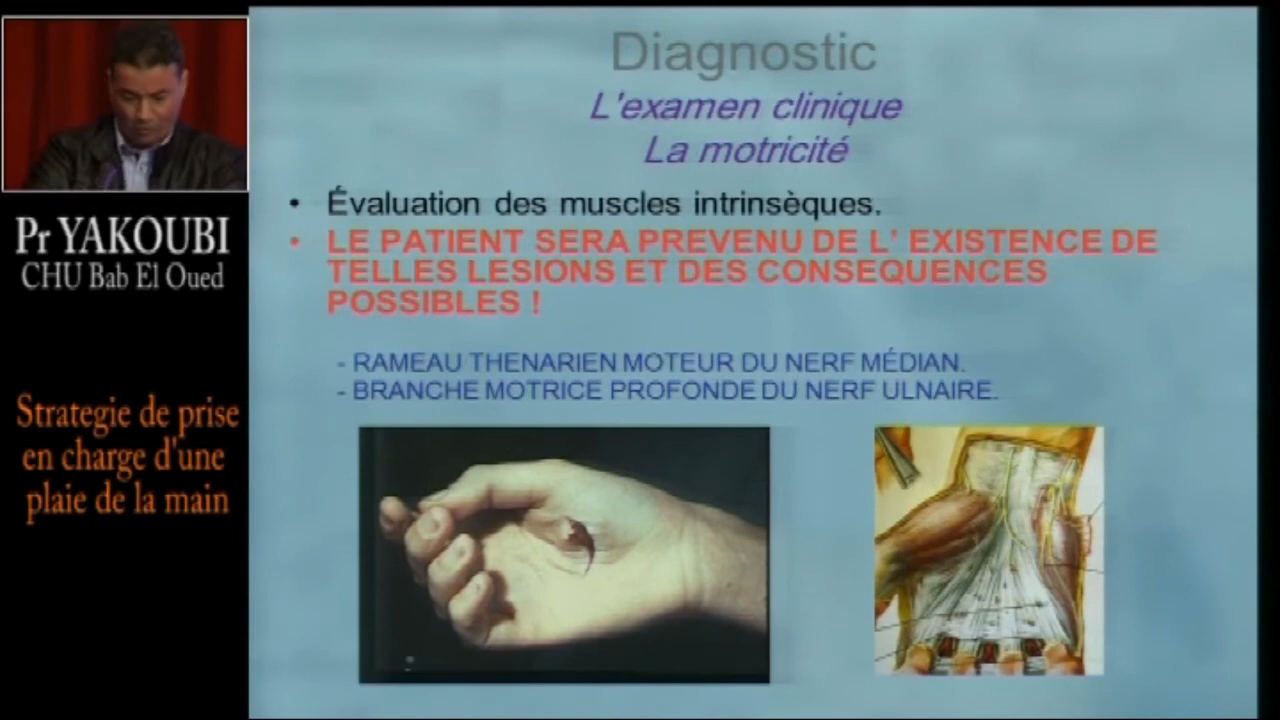 Pr YAKOUBI
CHU Bab El Oued
Strategie de prise
en charge d'une
plaie de la main
Diagnostic
L'examen clinique
La motricité
• Évaluation des muscles intrinsèques.
• LE PATIENT SERA PREVENU DE L' EXISTENCE DE
TELLES LESIONS ET DES CONSEQUENCES
POSSIBLES !
- RAMEAU THENARIEN MOTEUR DU NERF MÉDIAN.
- BRANCHE MOTRICE PROFONDE DU NERF ULNAIRE.